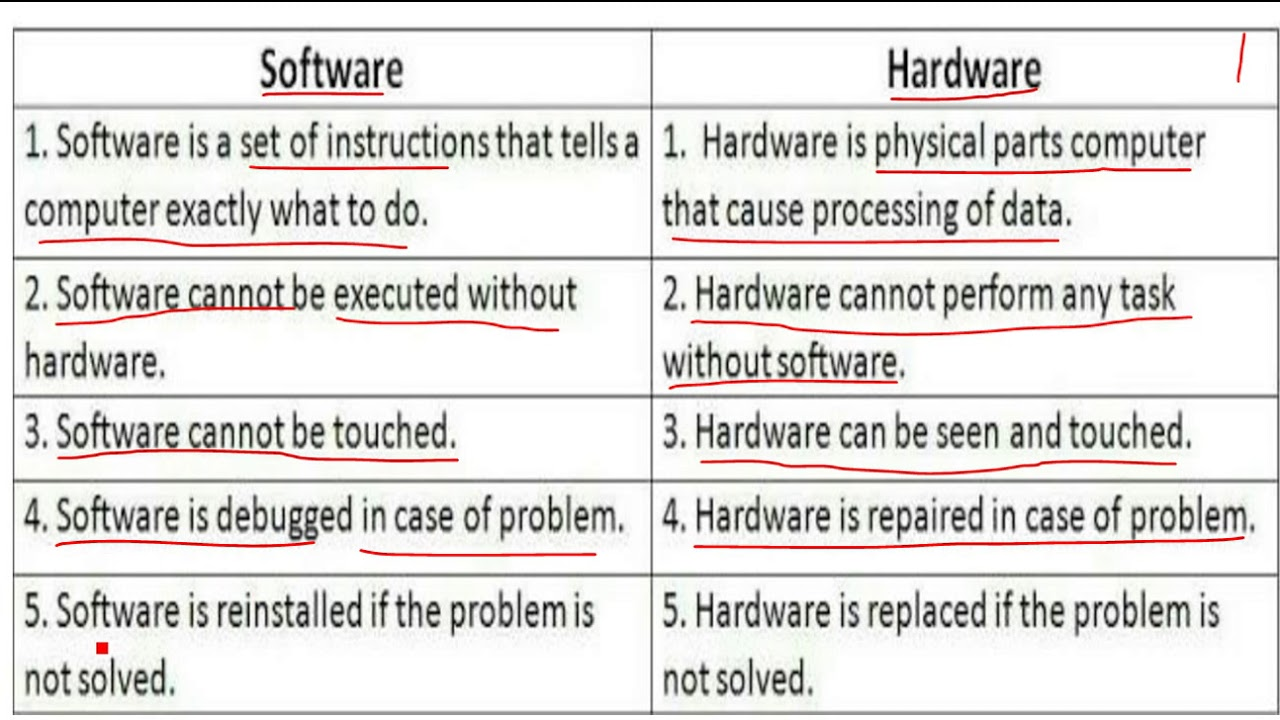 Software
Hardware
1. Software is a set of instructions that tells a
computer exactly what to do.
1. Hardware is physical parts computer
that cause processing of data.
2. Software cannot be executed without
hardware.
2. Hardware cannot perform any task
without software.
3. Software cannot be touched.
3. Hardware can be seen and touched.
4. Software is debugged in case of problem.
4. Hardware is repaired in case of problem.
5. Software is reinstalled if the problem is
not solved.
5. Hardware is replaced if the problem is
not solved.